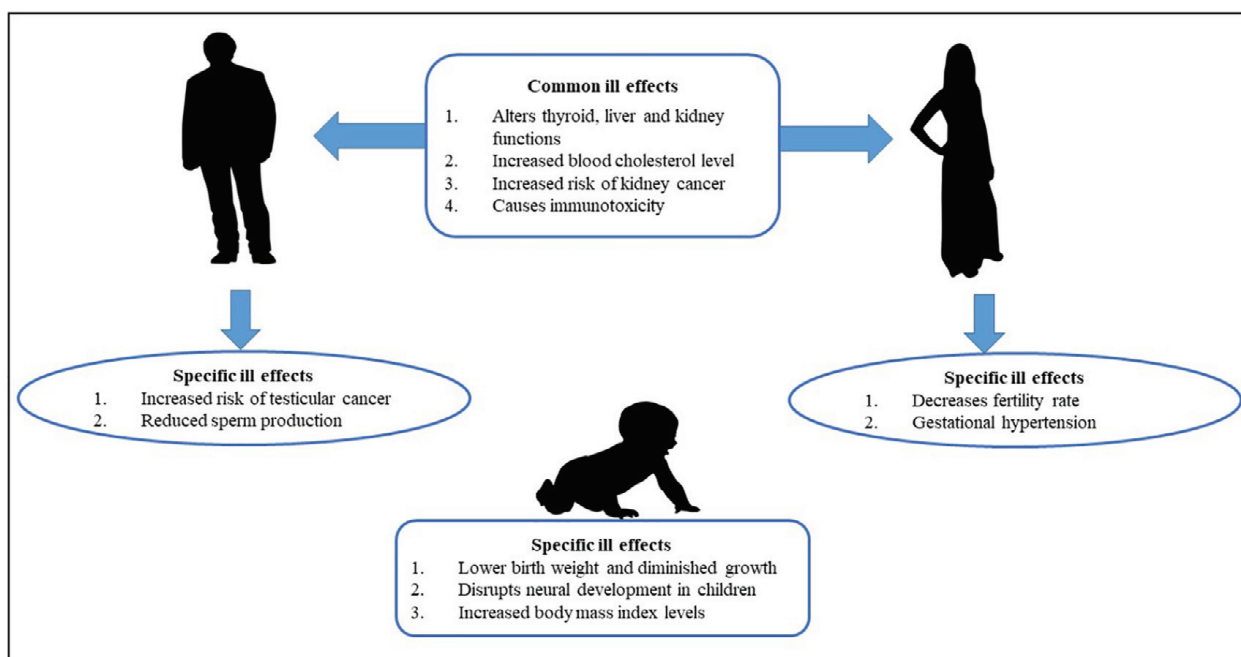 Common ill effects
1. Alters thyroid, liver and kidney
functions
2. Increased blood cholesterol level
3. Increased risk of kidney cancer
4. Causes immunotoxicity
Specific ill effects
1. Increased risk of testicular cancer
2. Reduced sperm production
Specific ill effects
1. Decreases fertility rate
2. Gestational hypertension
Specific ill effects
1. Lower birth weight and diminished growth
2. Disrupts neural development in children
3. Increased body mass index levels